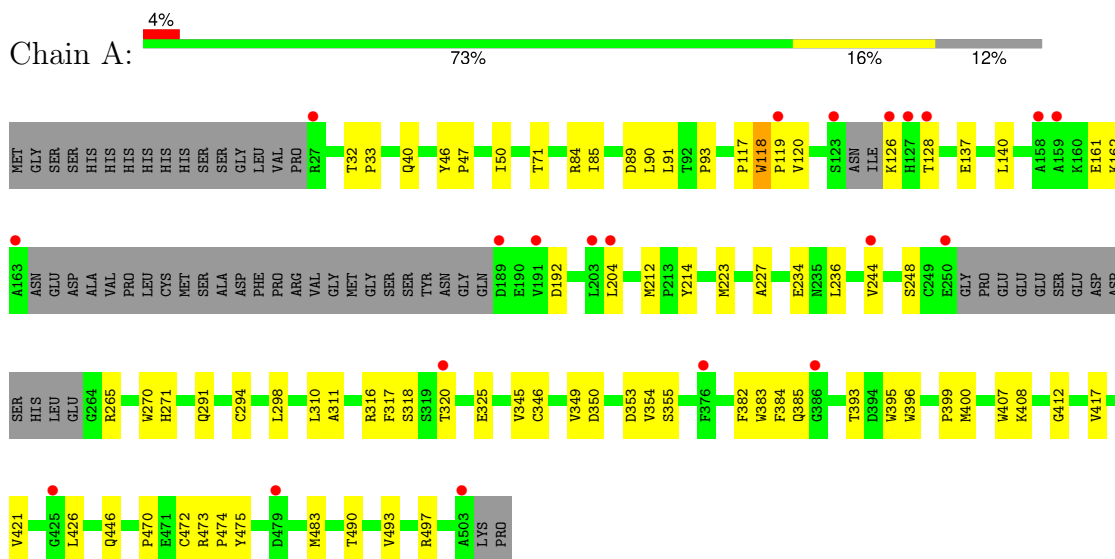 4%
Chain A:
73% 16% 12%
MET GLY SER SER HIS HIS HIS HIS HIS HIS SER SER GLY LEU VAL PRO R27 T32 P33 Q40 Y46 P47 I50 T71 R84 I85 D89 L90 L91 T92 P93 P117 W118 P119 V120 S123 ASN ILE K126 H127 T128 E137 L140 A158 A159 K160 E161 K162
A163 ASN GLU ASP ALA VAL PRO LEU CYS MET SER ALA ASP PHE PRO ARG VAL GLY MET GLY SER SER TYR ASN GLY GLN D189 E190 V191 D192 L203 L204 M212 P213 Y214 M223 A227 E234 N235 L236 V244 S248 C249 E250 GLY PRO GLU GLU GLU SER GLU ASP ASP
SER HIS LEU GLU G264 R265 W270 H271 Q291 C294 L298 L310 A311 R316 F317 S318 S319 T320 E325 V345 C346 V349 D350 D353 V354 S355 F376 F382 W383 F384 Q385 G386 T393 D394 W395 W396 P399 M400 W407 K408 G412 V417
V421 G425 L426 Q446 P470 E471 C472 R473 P474 Y475 D479 M483 T490 V493 R497 A503 LYS PRO